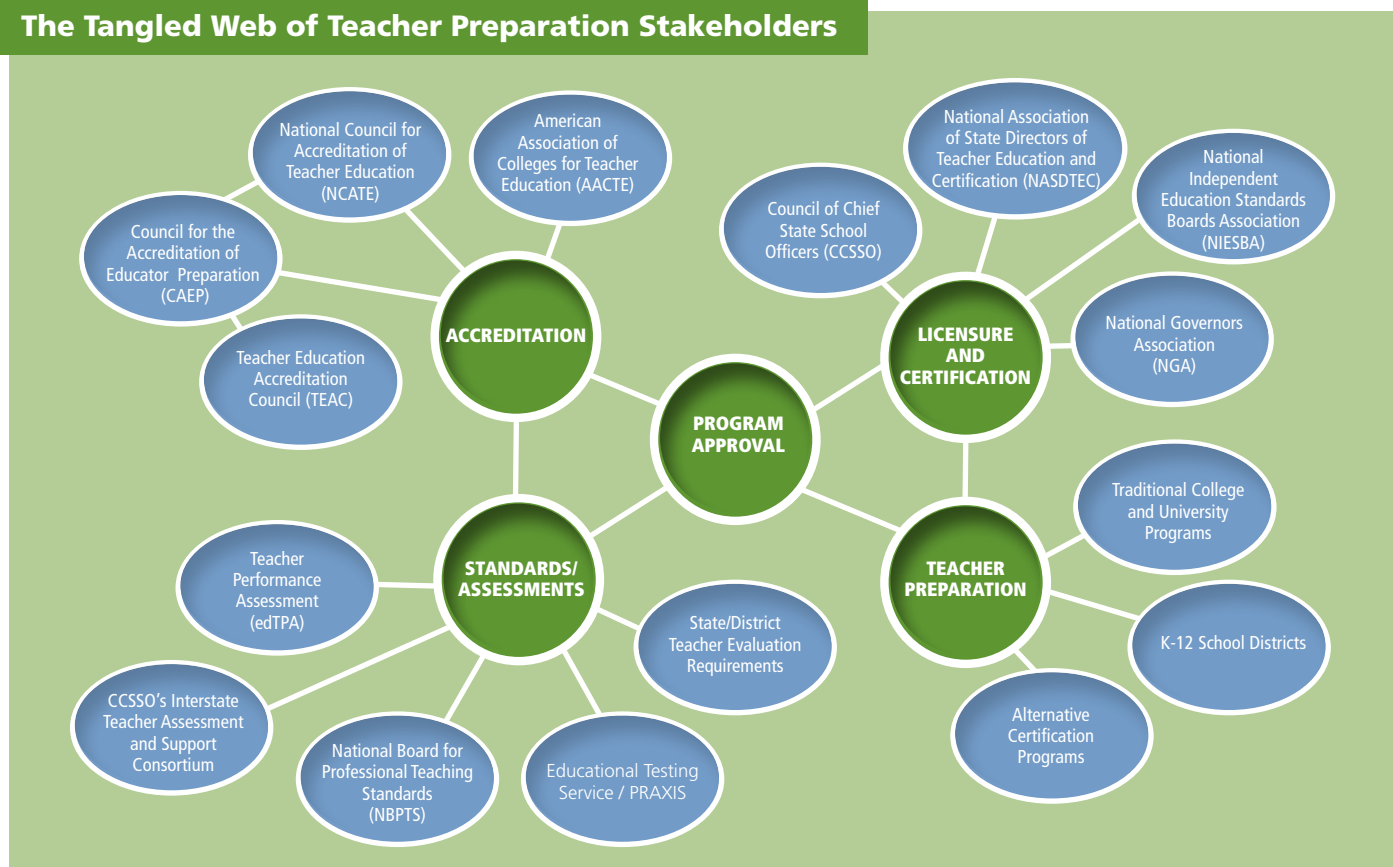 The Tangled Web of Teacher Preparation Stakeholders
National Council for
Accreditation of
Teacher Education
(NCATE)
American
Association of
Colleges for Teacher
Education (AACTE)
Council for the
Accreditation of
Educator Preparation
(CAEP)
Teacher Education
Accreditation
Council (TEAC)
ACCREDITATION
National Association
of State Directors of
Teacher Education and
Certification (NASDTEC)
National
Independent
Education Standards
Boards Association
(NIESBA)
Council of Chief
State School
Officers (CCSSO)
National Governors
Association
(NGA)
LICENSURE
AND
CERTIFICATION
PROGRAM
APPROVAL
STANDARDS/
ASSESSMENTS
Teacher
Performance
Assessment
(edTPA)
CCSSO's Interstate
Teacher Assessment
and Support
Consortium
National Board for
Professional Teaching
Standards
(NBPTS)
Educational Testing
Service / PRAXIS
State/District
Teacher Evaluation
Requirements
TEACHER
PREPARATION
Traditional College
and University
Programs
K-12 School Districts
Alternative
Certification
Programs